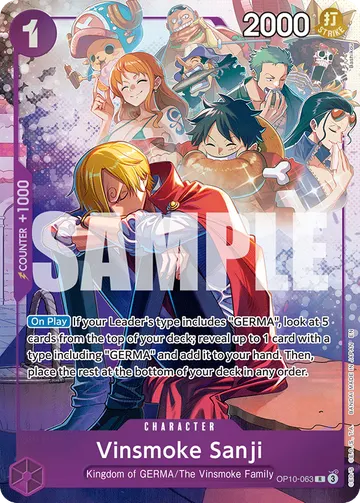 1
2000
打
STRIKE
COUNTER +1000
SAMPLE
On Play If your Leader's type includes "GERMA", look at 5
cards from the top of your deck; reveal up to 1 card with a
type including "GERMA" and add it to your hand. Then,
place the rest at the bottom of your deck in any order.
CHARACTER
Vinsmoke Sanji
Kingdom of GERMA/The Vinsmoke Family
OP10-063 R 3